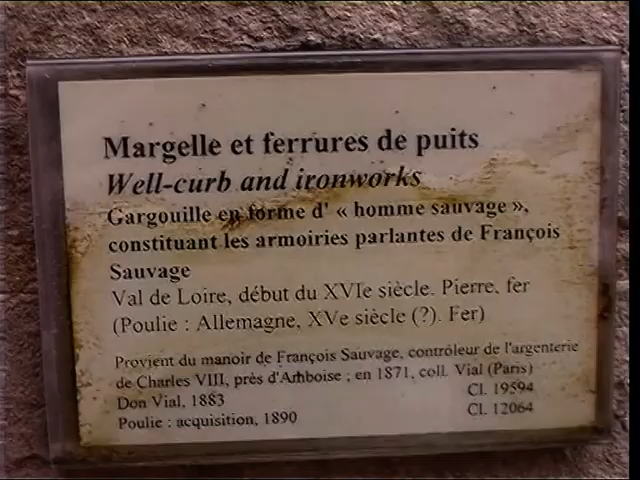 Margelle et ferrures de puits
Well-curb and ironworks
Gargouille en forme d' « homme sauvage »,
constituant les armoiries parlantes de François
Sauvage
Val de Loire, début du XVIe siècle. Pierre, fer
(Poulie : Allemagne, XVe siècle (?). Fer)
Provient du manoir de François Sauvage, contrôleur de l'argenterie
de Charles VIII, près d'Amboise ; en 1871, coll. Vial (Paris)
Don Vial, 1883 Cl. 19594
Poulie : acquisition, 1890 Cl. 12064